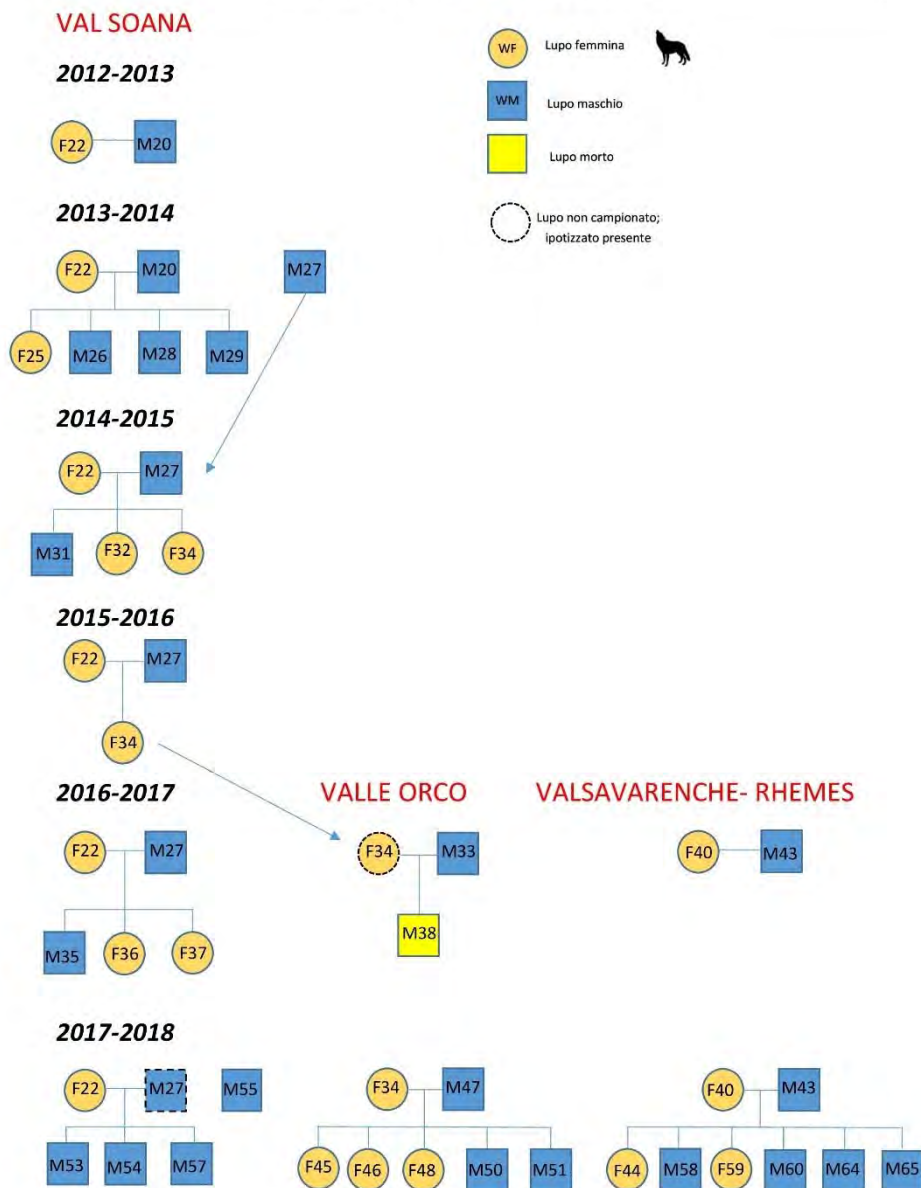 VAL SOANA
WF Lupo femmina
2012-2013
WM Lupo maschio
F22 M20
Lupo morto
2013-2014
Lupo non campionato;
ipotizzato presente
F22 M20 M27
F25 M26 M28 M29
2014-2015
F22 M27
M31 F32 F34
2015-2016
F22 M27
F34
2016-2017 VALLE ORCO VALSAVARENCHE- RHEMES
F22 M27 F34 M33 F40 M43
M35 F36 F37 M38
2017-2018
F22 M27 M55 F34 M47 F40 M43
M53 M54 M57 F45 F46 F48 M50 M51 F44 M58 F59 M60 M64 M65